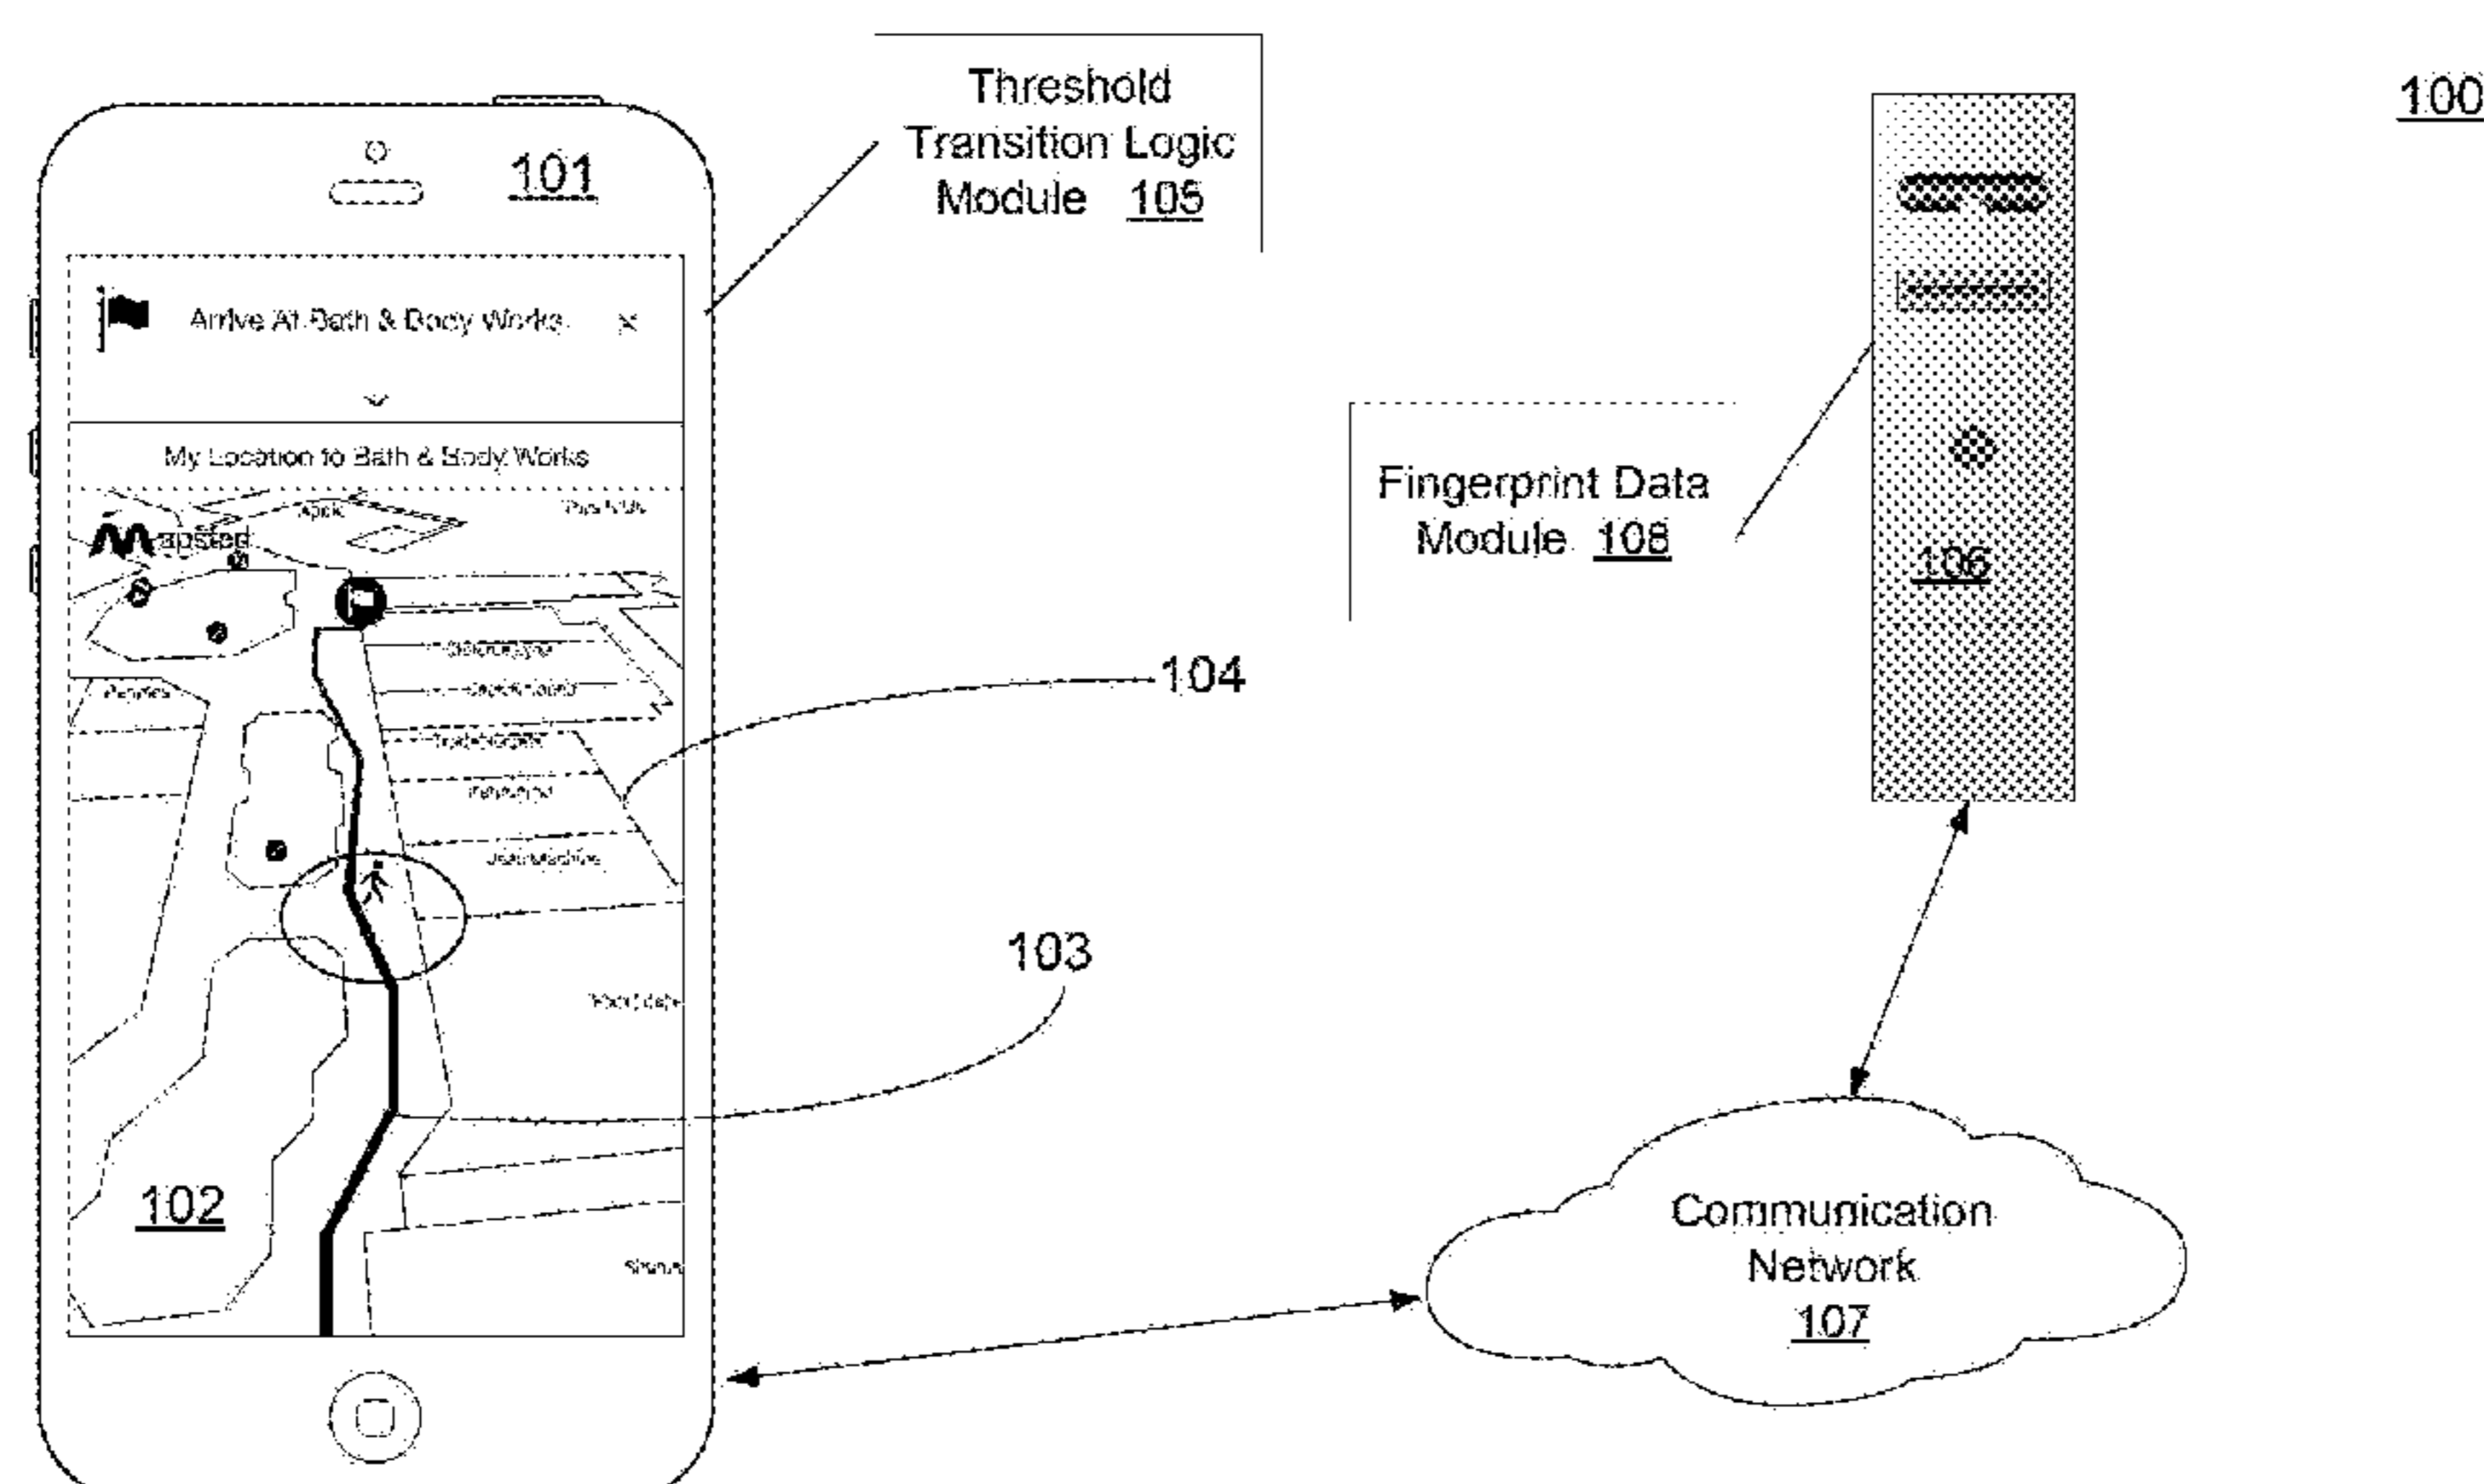 100
Threshold
Transition Logic
Module 105
101
Arrive At Bath & Body Works
My Location to Bath & Body Works
Mapsted
Fingerprint Data
Module 108
106
104
103
102
Communication
Network
107